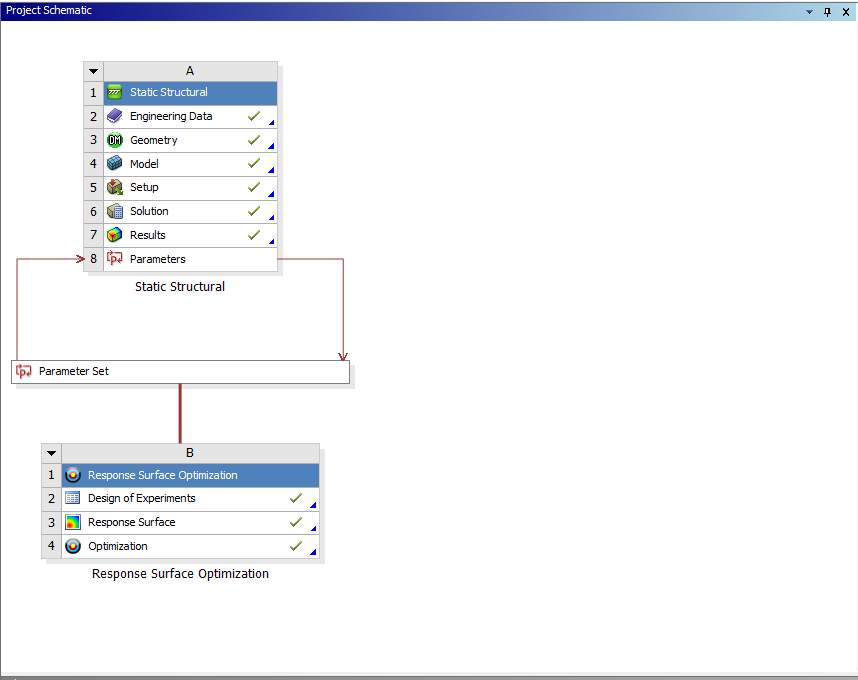 Project Schematic
A
1 Static Structural
2 Engineering Data
3 DM Geometry
4 Model
5 Setup
6 Solution
7 Results
8 p Parameters
Static Structural
p Parameter Set
B
1 Response Surface Optimization
2 Design of Experiments
3 Response Surface
4 Optimization
Response Surface Optimization